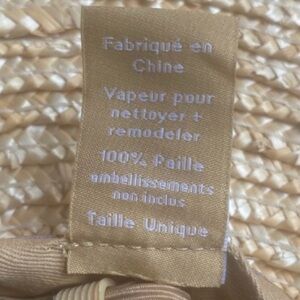 Fabriqué en
Chine
Vapeur pour
nettoyer +
remodeler
100% Paille
embellissements
non inclus
Taille Unique